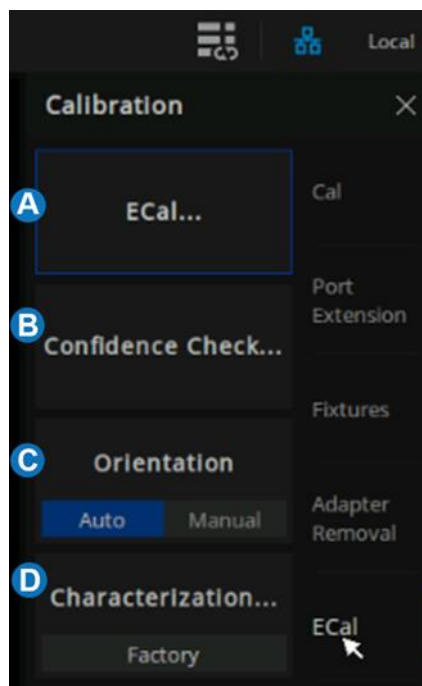 Local
Calibration
A
ECal...
B
Confidence Check...
C
Orientation
Auto Manual
D
Characterization...
Factory
Cal
Port
Extension
Fixtures
Adapter
Removal
ECal